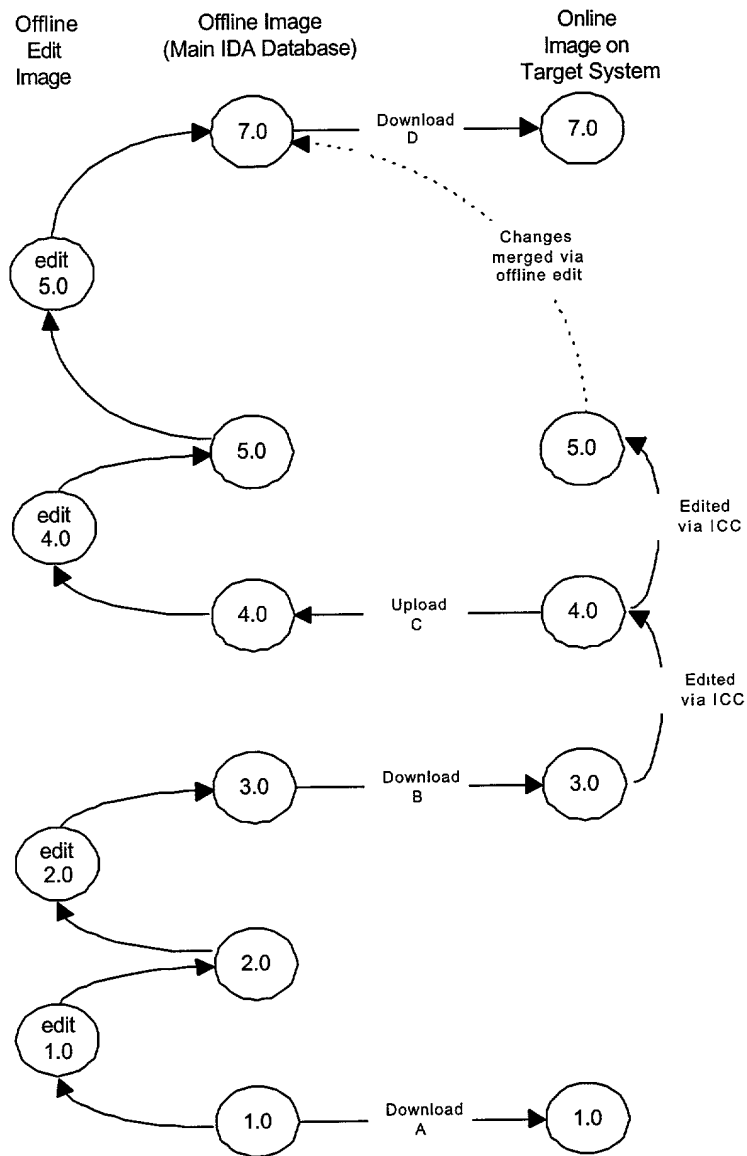 Offline
Edit
Image
Offline Image
(Main IDA Database)
Online
Image on
Target System
7.0
Download
D
7.0
Changes
merged via
offline edit
edit
5.0
5.0
5.0
edit
4.0
Edited
via ICC
4.0
Upload
C
4.0
Edited
via ICC
3.0
Download
B
3.0
edit
2.0
2.0
edit
1.0
1.0
Download
A
1.0